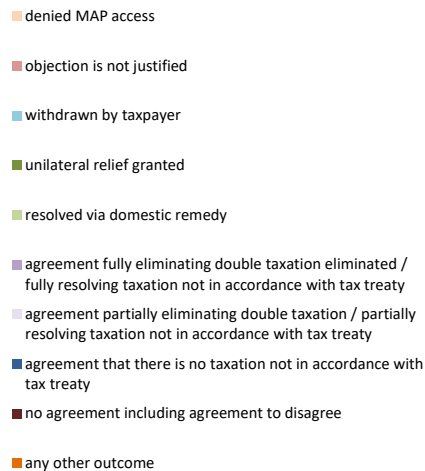 denied MAP access
objection is not justified
withdrawn by taxpayer
unilateral relief granted
resolved via domestic remedy
agreement fully eliminating double taxation eliminated /
fully resolving taxation not in accordance with tax treaty
agreement partially eliminating double taxation / partially
resolving taxation not in accordance with tax treaty
agreement that there is no taxation not in accordance with
tax treaty
no agreement including agreement to disagree
any other outcome